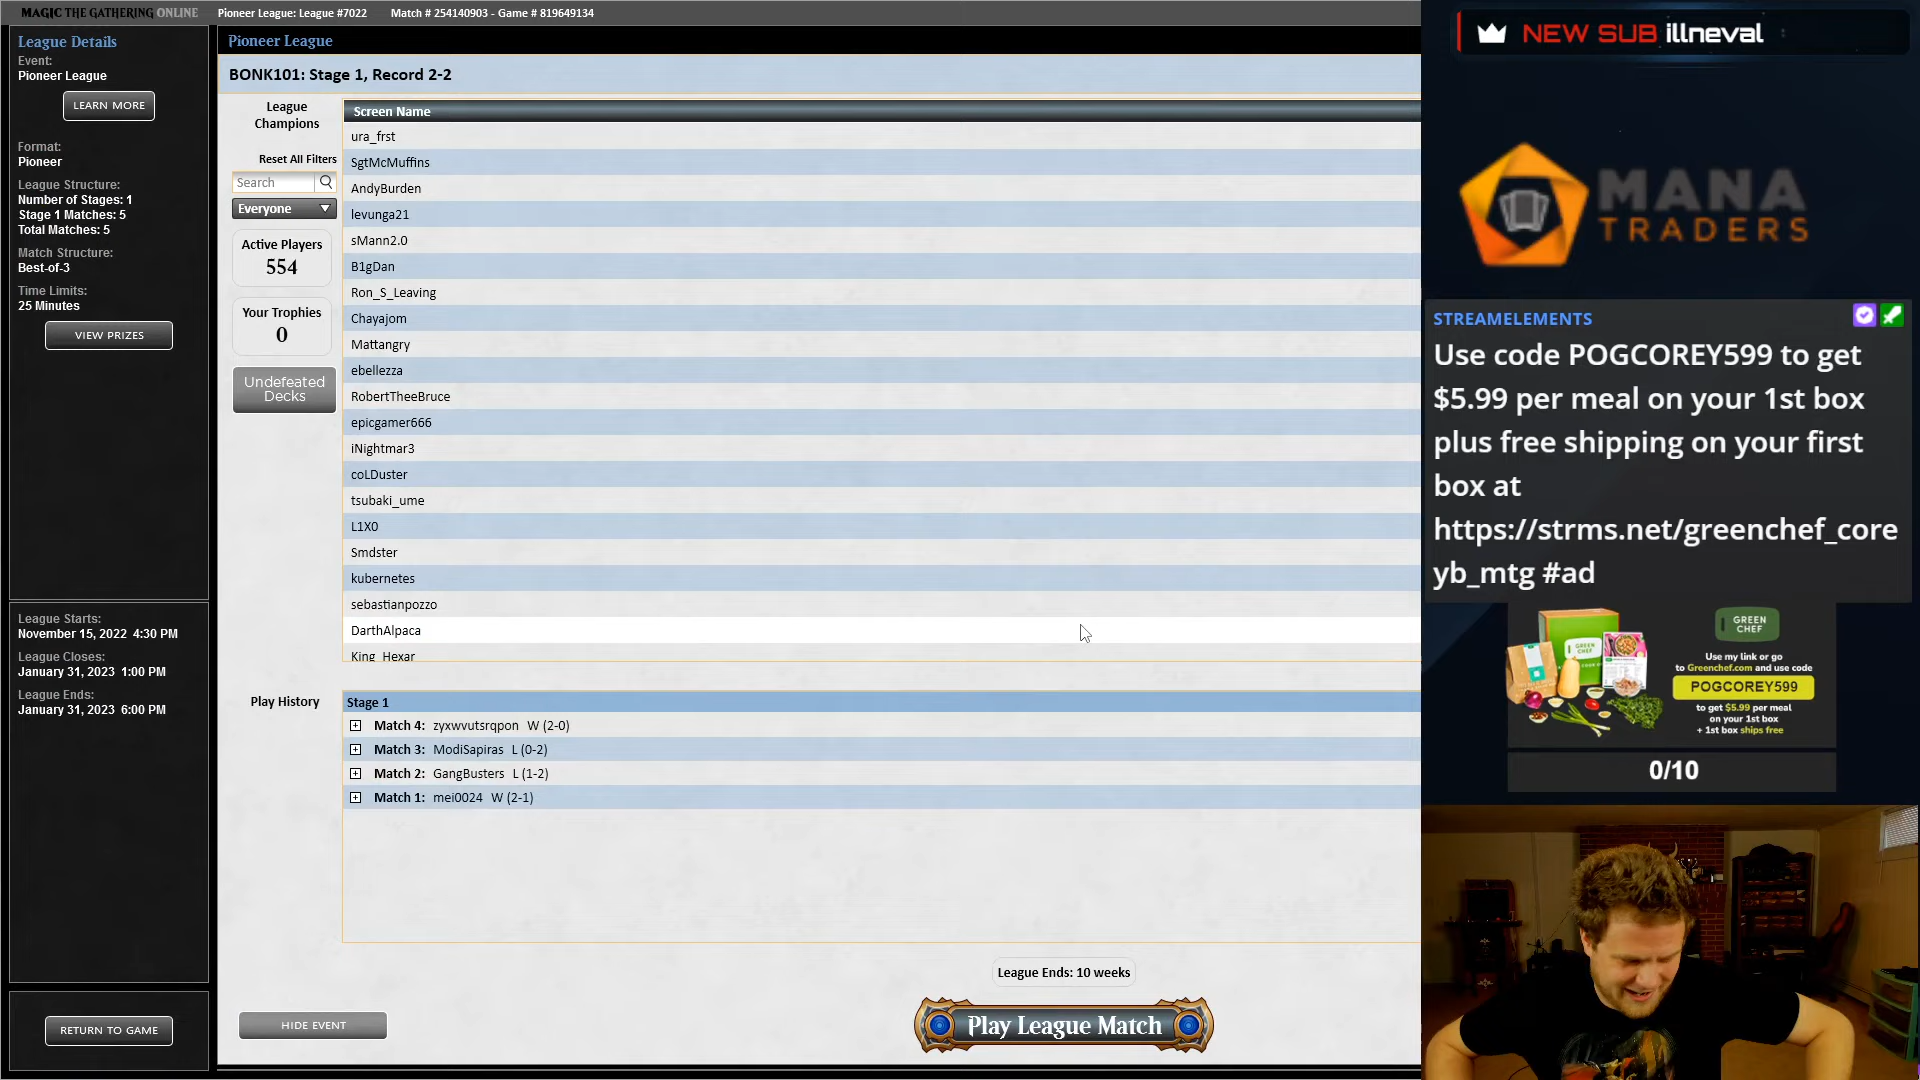 MAGIC THE GATHERING ONLINE
Pioneer League: League #7022
Match # 254140903 - Game # 819649134
League Details
Event:
Pioneer League
LEARN MORE
Format:
Pioneer
League Structure:
Number of Stages: 1
Stage 1 Matches: 5
Total Matches: 5
Match Structure:
Best-of-3
Time Limits:
25 Minutes
VIEW PRIZES
League Starts:
November 15, 2022 4:30 PM
League Closes:
January 31, 2023 1:00 PM
League Ends:
January 31, 2023 6:00 PM
RETURN TO GAME
Pioneer League
BONK101: Stage 1, Record 2-2
League
Champions
Reset All Filters
Search
Everyone
Active Players
554
Your Trophies
0
Undefeated
Decks
Screen Name
ura_frst
SgtMcMuffins
AndyBurden
levunga21
sMann2.0
B1gDan
Ron_S_Leaving
Chayajom
Mattangry
ebellezza
RobertTheeBruce
epicgamer666
iNightmar3
coLDuster
tsubaki_ume
L1X0
Smdster
kubernetes
sebastianpozzo
DarthAlpaca
King_Hexar
Play History
Stage 1
Match 4: zyxwvutsrqpon W (2-0)
Match 3: ModiSapiras L (0-2)
Match 2: GangBusters L (1-2)
Match 1: mei0024 W (2-1)
League Ends: 10 weeks
HIDE EVENT
Play League Match
NEW SUB illneval
MANA
TRADERS
STREAMELEMENTS
Use code POGCOREY599 to get
$5.99 per meal on your 1st box
plus free shipping on your first
box at
https://strms.net/greenchef_core
yb_mtg #ad
GREEN
CHEF
Use my link or go
to Greenchef.com and use code
POGCOREY599
to get $5.99 per meal
on your 1st box
+ 1st box ships free
0/10